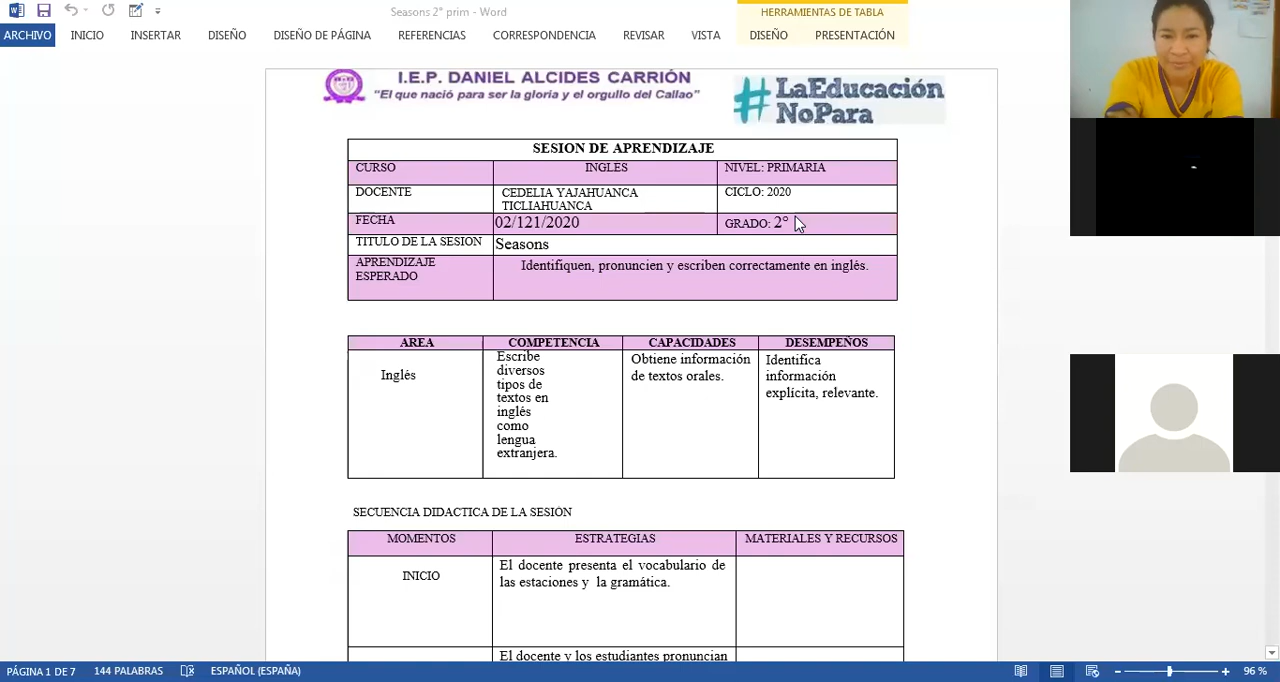 Seasons 2° prim - Word
HERRAMIENTAS DE TABLA
ARCHIVO INICIO INSERTAR DISEÑO DISEÑO DE PÁGINA REFERENCIAS CORRESPONDENCIA REVISAR VISTA DISEÑO PRESENTACIÓN
I.E.P. DANIEL ALCIDES CARRIÓN
"El que nació para ser la gloria y el orgullo del Callao"
#LaEducación
NoPara
SESION DE APRENDIZAJE
CURSO INGLES NIVEL: PRIMARIA
DOCENTE CEDELIA YAJAHUANCA CICLO: 2020
TICLIAHUANCA
FECHA 02/121/2020 GRADO: 2°
TITULO DE LA SESION Seasons
APRENDIZAJE Identifiquen, pronuncien y escriben correctamente en inglés.
ESPERADO
AREA COMPETENCIA CAPACIDADES DESEMPEÑOS
Inglés
Escribe
diversos
tipos de
textos en
inglés
como
lengua
extranjera.
Obtiene información
de textos orales.
Identifica
información
explícita, relevante.
SECUENCIA DIDACTICA DE LA SESIÓN
MOMENTOS ESTRATEGIAS MATERIALES Y RECURSOS
INICIO
El docente presenta el vocabulario de
las estaciones y la gramática.
El docente y los estudiantes pronuncian
PÁGINA 1 DE 7 144 PALABRAS ESPAÑOL (ESPAÑA) 96 %